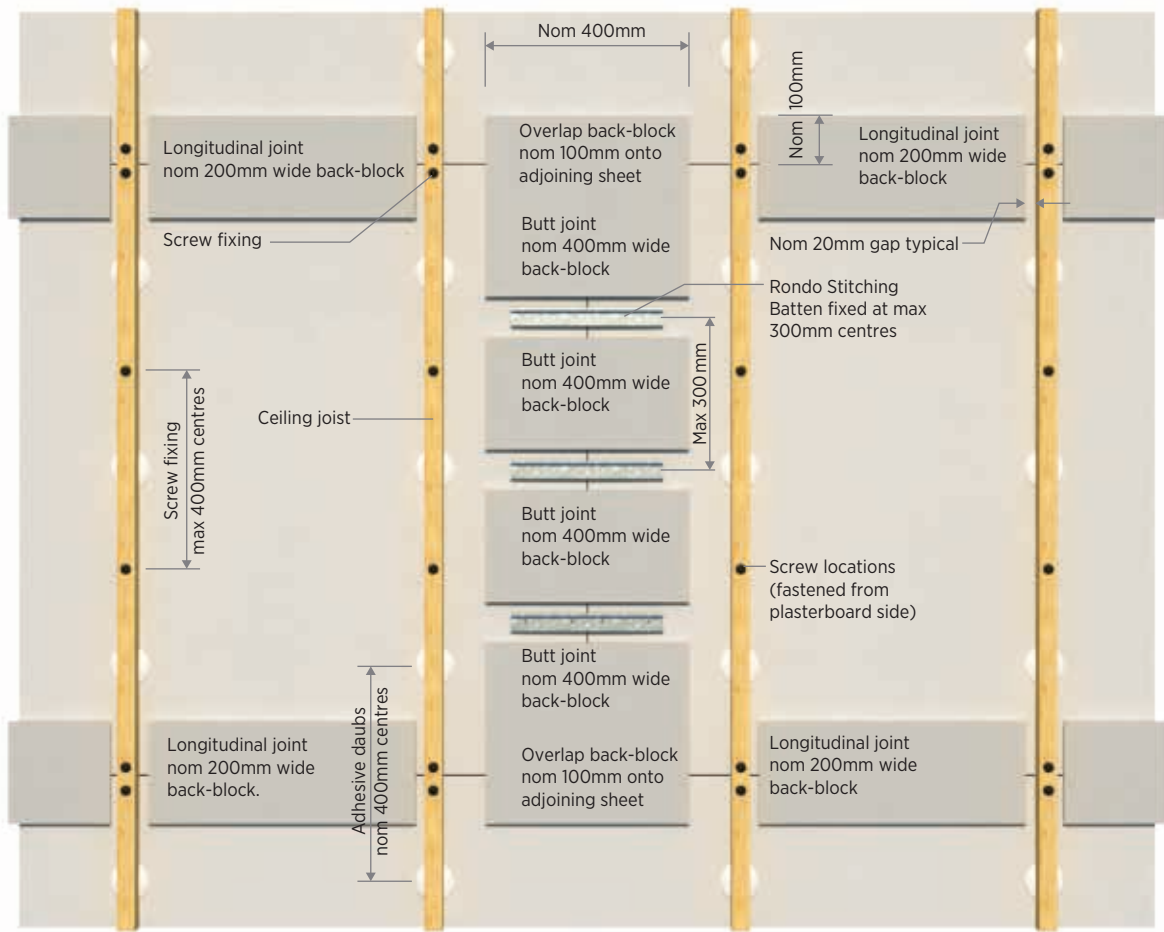 Nom 400mm
Longitudinal joint
nom 200mm wide back-block
Overlap back-block
nom 100mm onto
adjoining sheet
Nom 100mm
Longitudinal joint
nom 200mm wide
back-block
Screw fixing
Butt joint
nom 400mm wide
back-block
Nom 20mm gap typical
Rondo Stitching
Batten fixed at max
300mm centres
Screw fixing
max 400mm centres
Ceiling joist
Butt joint
nom 400mm wide
back-block
Max 300mm
Butt joint
nom 400mm wide
back-block
Screw locations
(fastened from
plasterboard side)
Adhesive daubs
nom 400mm centres
Butt joint
nom 400mm wide
back-block
Longitudinal joint
nom 200mm wide
back-block.
Overlap back-block
nom 100mm onto
adjoining sheet
Longitudinal joint
nom 200mm wide
back-block